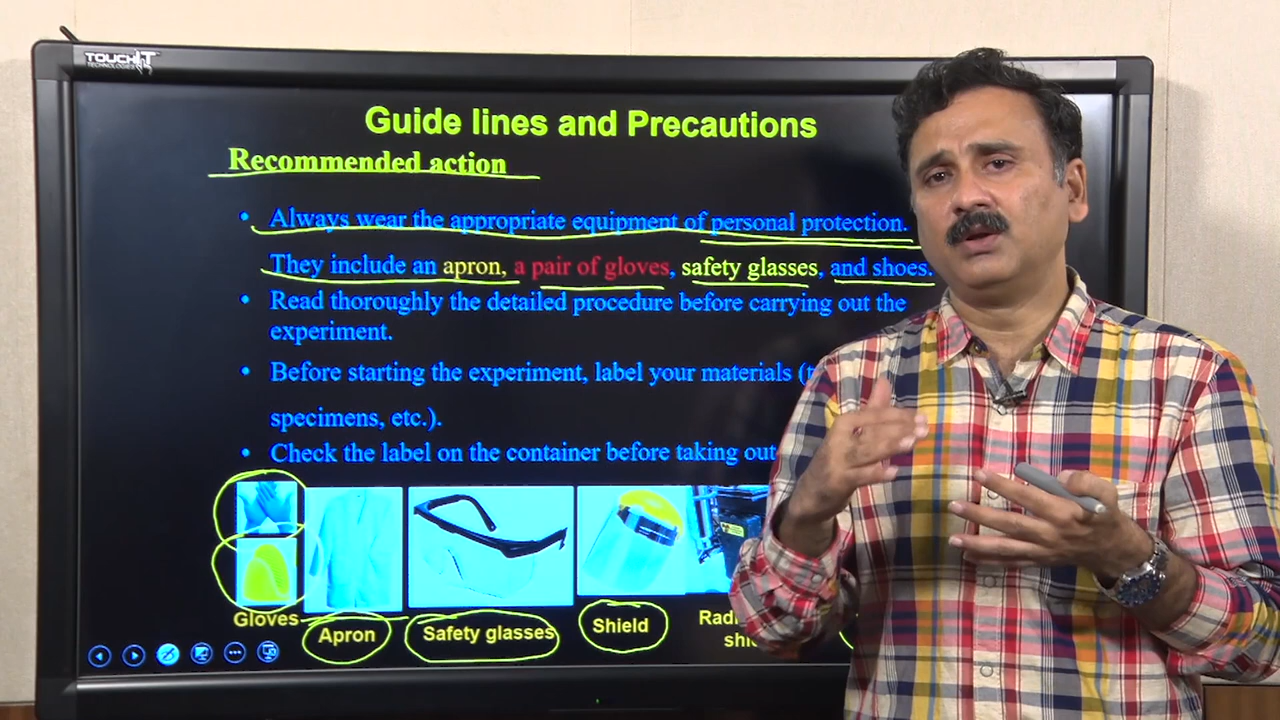 TOUCHIT
TECHNOLOGIES
Guide lines and Precautions
Recommended action
• Always wear the appropriate equipment of personal protection.
They include an apron, a pair of gloves, safety glasses, and shoes.
• Read thoroughly the detailed procedure before carrying out the
experiment.
• Before starting the experiment, label your materials (
specimens, etc.).
• Check the label on the container before taking out
Gloves
Apron
Safety glasses
Shield